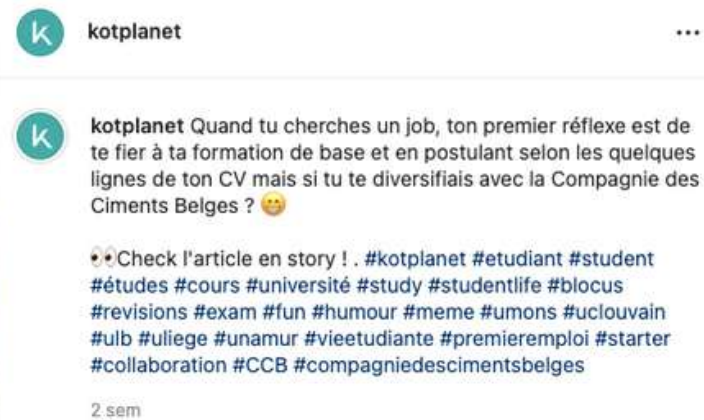 k
kotplanet
...
k
kotplanet Quand tu cherches un job, ton premier réflexe est de
te fier à ta formation de base et en postulant selon les quelques
lignes de ton CV mais si tu te diversifiais avec la Compagnie des
Ciments Belges ? 😁
👀Check l'article en story ! . #kotplanet #etudiant #student
#études #cours #université #study #studentlife #blocus
#revisions #exam #fun #humour #meme #umons #uclouvain
#ulb #uliege #unamur #vieetudiante #premieremploi #starter
#collaboration #CCB #compagniedescimentsbelges
2 sem